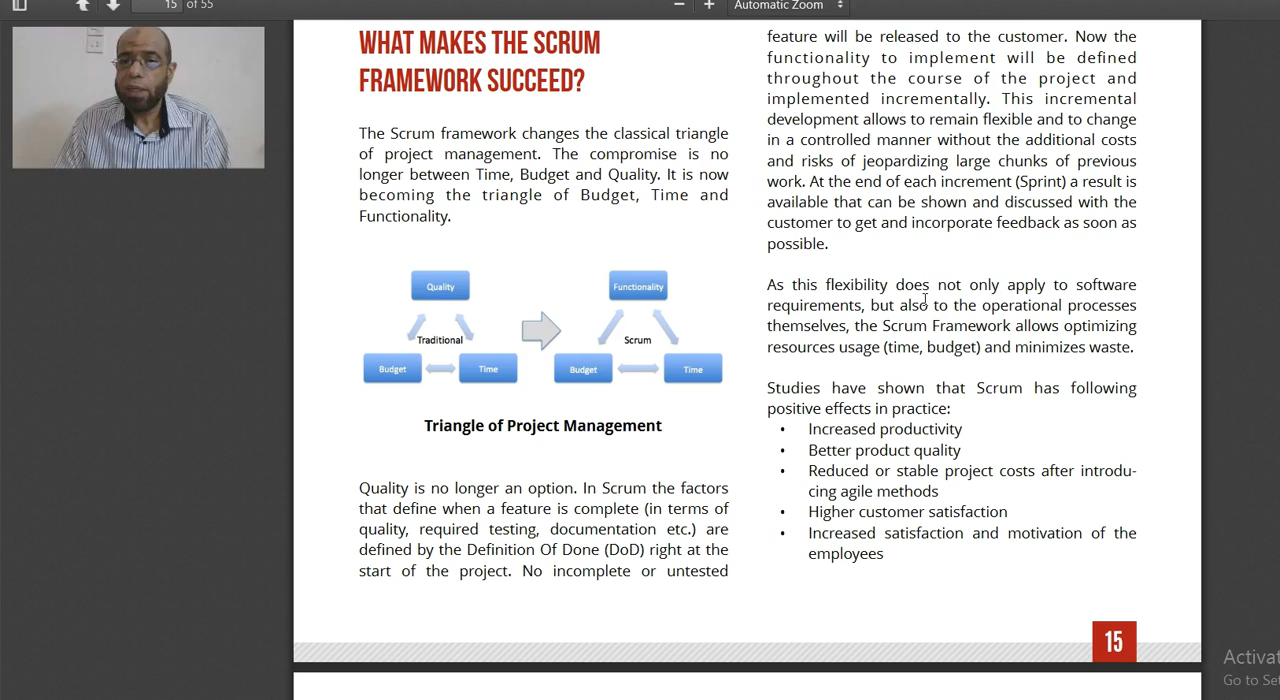 15 of 55
Automatic Zoom
WHAT MAKES THE SCRUM
FRAMEWORK SUCCEED?
The Scrum framework changes the classical triangle
of project management. The compromise is no
longer between Time, Budget and Quality. It is now
becoming the triangle of Budget, Time and
Functionality.
Quality
Traditional
Budget
Time
Functionality
Scrum
Budget
Time
Triangle of Project Management
Quality is no longer an option. In Scrum the factors
that define when a feature is complete (in terms of
quality, required testing, documentation etc.) are
defined by the Definition Of Done (DoD) right at the
start of the project. No incomplete or untested
feature will be released to the customer. Now the
functionality to implement will be defined
throughout the course of the project and
implemented incrementally. This incremental
development allows to remain flexible and to change
in a controlled manner without the additional costs
and risks of jeopardizing large chunks of previous
work. At the end of each increment (Sprint) a result is
available that can be shown and discussed with the
customer to get and incorporate feedback as soon as
possible.
As this flexibility does not only apply to software
requirements, but also to the operational processes
themselves, the Scrum Framework allows optimizing
resources usage (time, budget) and minimizes waste.
Studies have shown that Scrum has following
positive effects in practice:
• Increased productivity
• Better product quality
• Reduced or stable project costs after introdu-
cing agile methods
• Higher customer satisfaction
• Increased satisfaction and motivation of the
employees
15
Activat
Go to Set